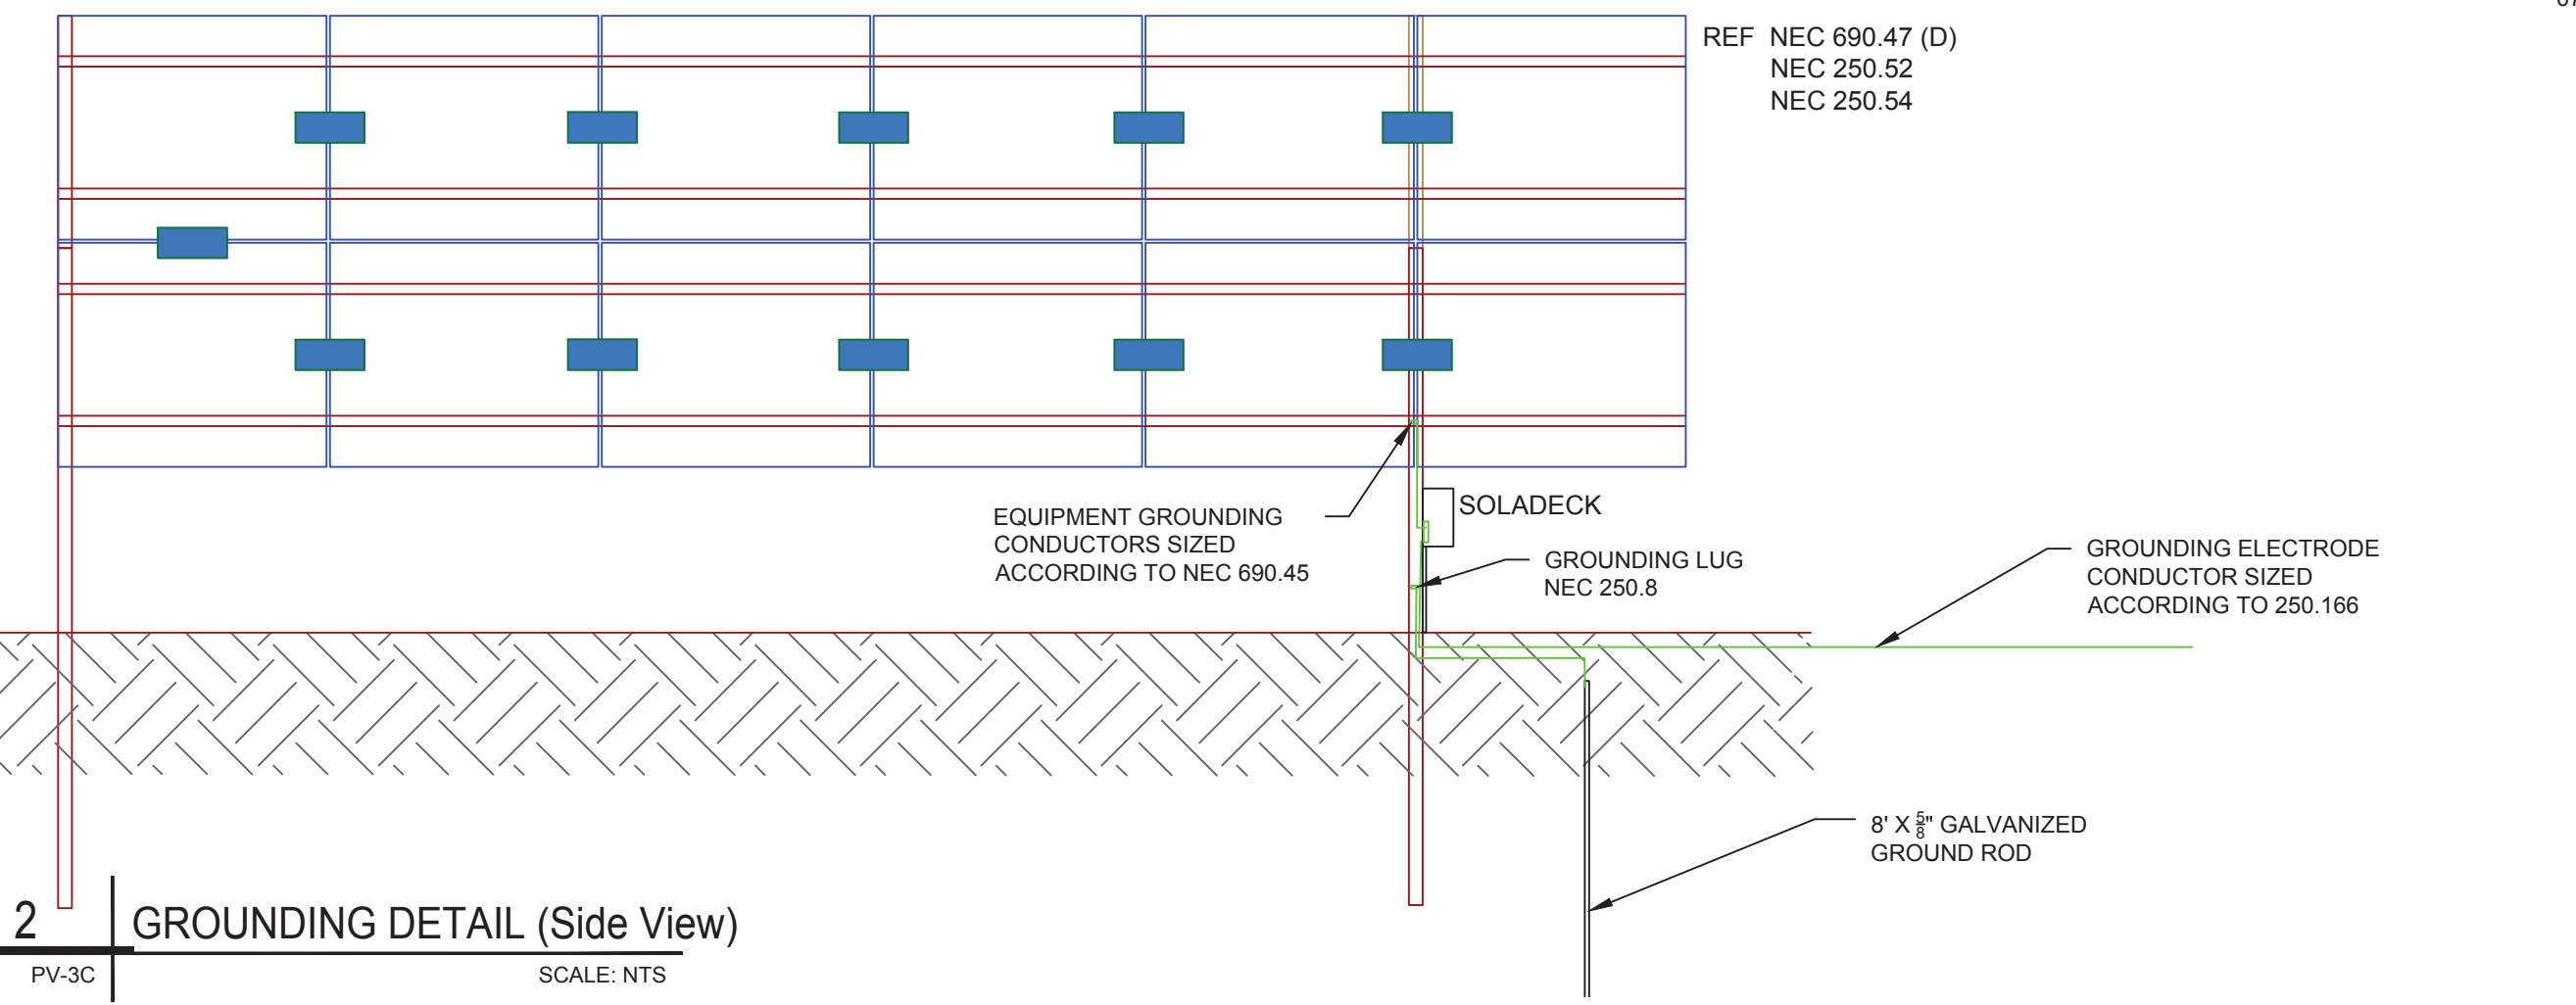 REF NEC 690.47 (D)
NEC 250.52
NEC 250.54
EQUIPMENT GROUNDING
CONDUCTORS SIZED
ACCORDING TO NEC 690.45
SOLADECK
GROUNDING LUG
NEC 250.8
GROUNDING ELECTRODE
CONDUCTOR SIZED
ACCORDING TO 250.166
8' X 5/8" GALVANIZED
GROUND ROD
2
GROUNDING DETAIL (Side View)
PV-3C
SCALE: NTS